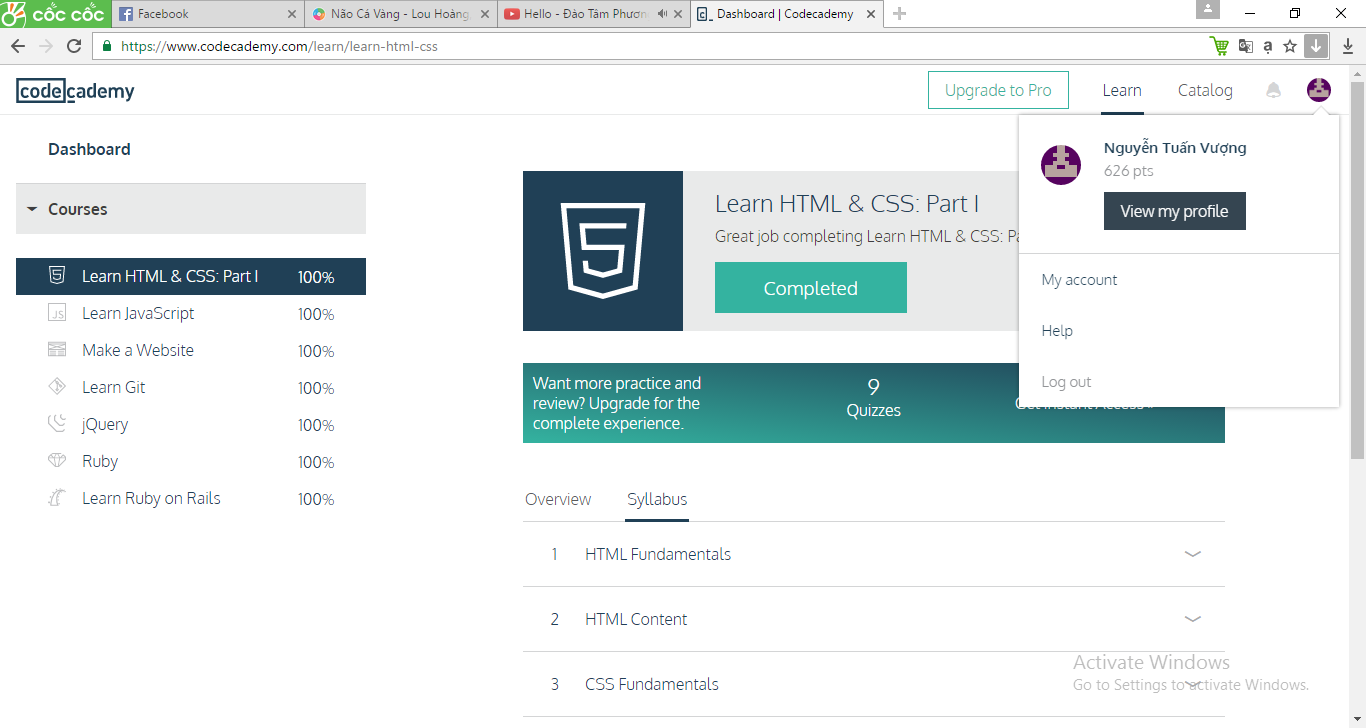 cốc cốc
Facebook
Não Cá Vàng - Lou Hoàng,
Hello - Đào Tâm Phươn
Dashboard | Codecademy
https://www.codecademy.com/learn/learn-html-css
codecademy
Upgrade to Pro
Learn
Catalog
Nguyễn Tuấn Vượng
626 pts
View my profile
My account
Help
Log out
Dashboard
Courses
Learn HTML & CSS: Part I 100%
Learn JavaScript 100%
Make a Website 100%
Learn Git 100%
jQuery 100%
Ruby 100%
Learn Ruby on Rails 100%
Learn HTML & CSS: Part I
Great job completing Learn HTML & CSS: Pa
Completed
Want more practice and
review? Upgrade for the
complete experience.
9
Quizzes
Get Instant Access »
Overview
Syllabus
1 HTML Fundamentals
2 HTML Content
3 CSS Fundamentals
Activate Windows
Go to Settings to activate Windows.